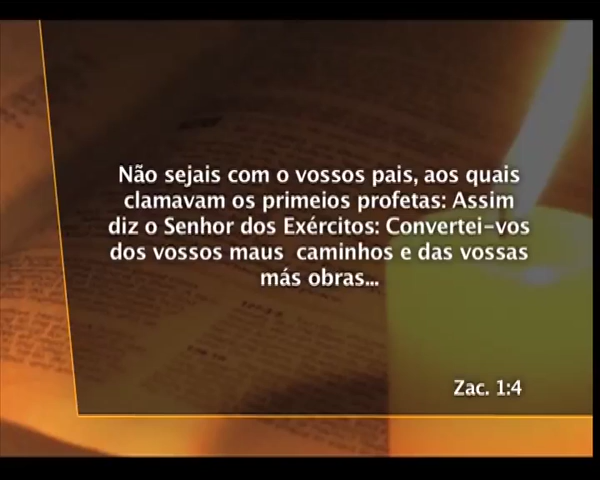 Não sejais com o vossos pais, aos quais
clamavam os primeios profetas: Assim
diz o Senhor dos Exércitos: Convertei-vos
dos vossos maus  caminhos e das vossas
más obras...
Zac. 1:4